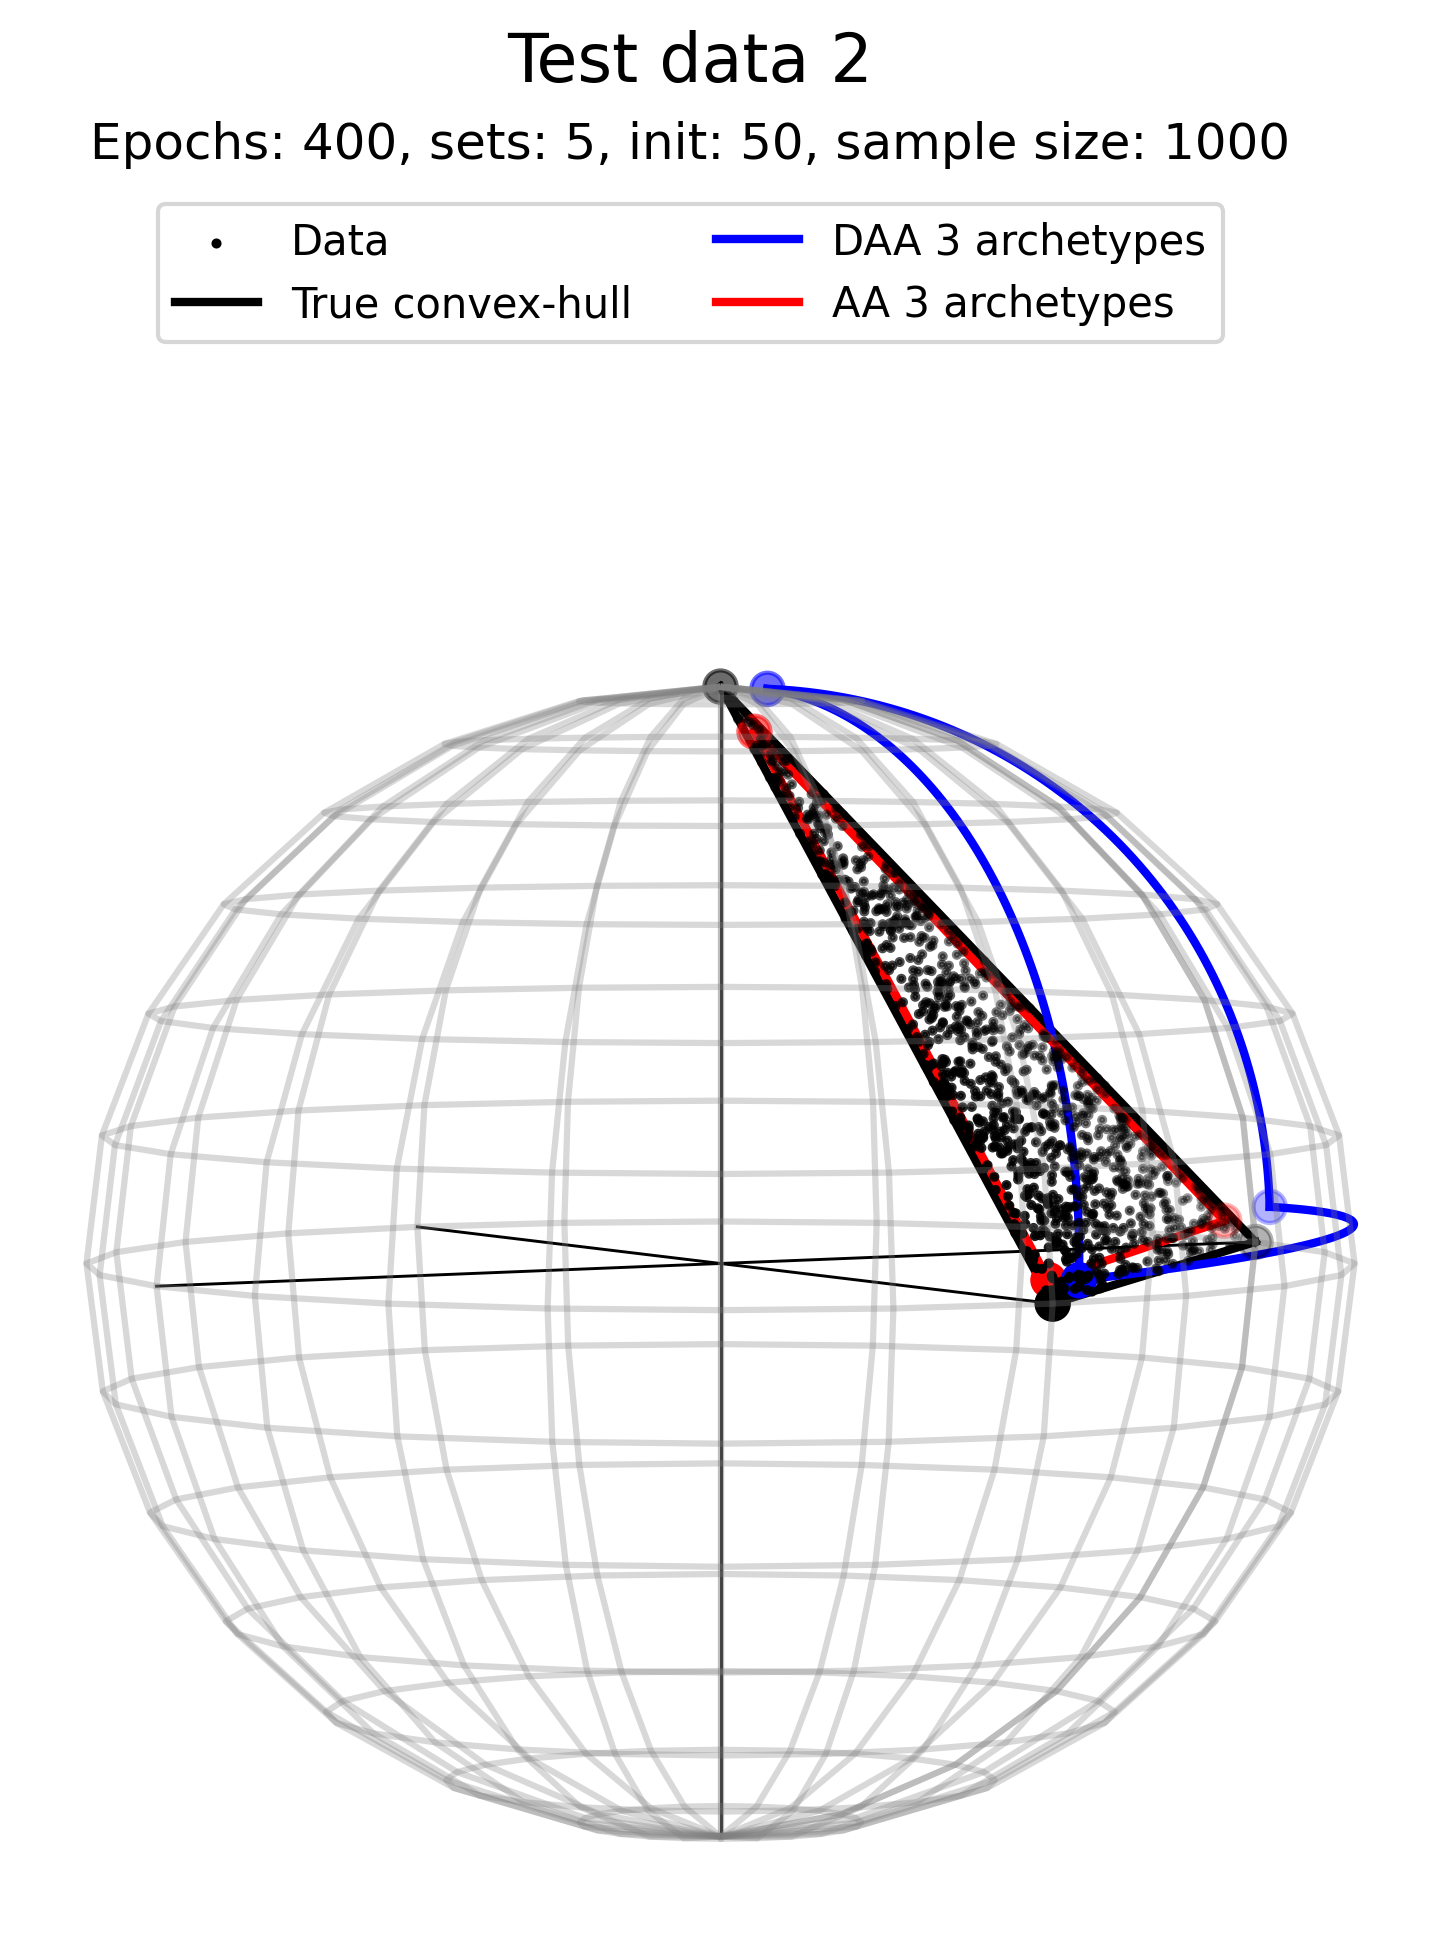 Test data 2
Epochs: 400, sets: 5, init: 50, sample size: 1000
Data
True convex-hull
DAA 3 archetypes
AA 3 archetypes